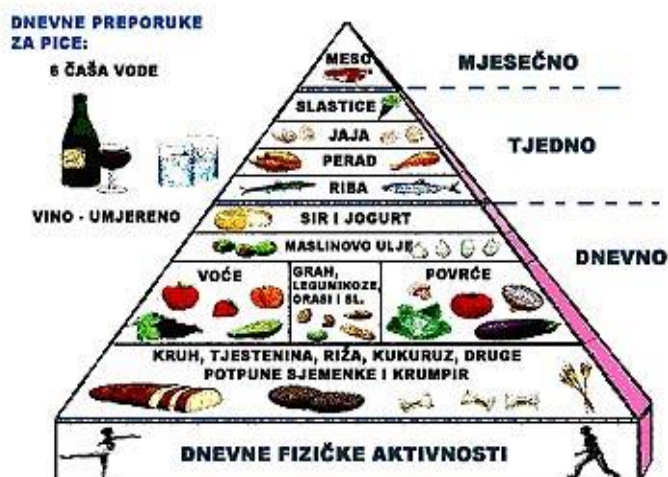 DNEVNE PREPORUKE
ZA PICE:
6 ČAŠA VODE
VINO - UMJERENO
MESO
MJESEČNO
SLASTICE
JAJA
TJEDNO
PERAD
RIBA
SIR I JOGURT
MASLINOVO ULJE
DNEVNO
VOĆE
GRAH,
LEGUMIKOZE,
ORASI I SL.
POVRĆE
KRUH, TJESTENINA, RIŽA, KUKURUZ, DRUGE
POTPUNE SJEMENKE I KRUMPIR
DNEVNE FIZIČKE AKTIVNOSTI